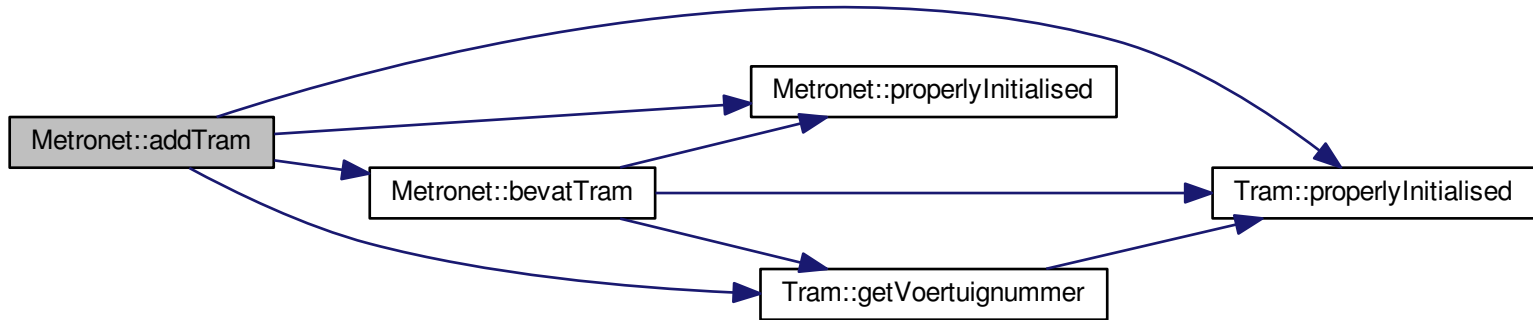 Metronet::addTram
Metronet::properlyInitialised
Metronet::bevatTram
Tram::properlyInitialised
Tram::getVoertuignummer